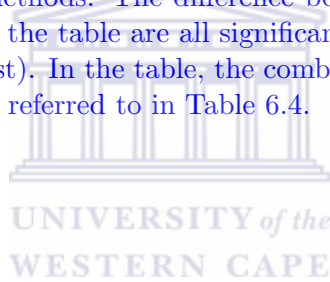 methods. The difference be
the table are all significan
st). In the table, the comb
referred to in Table 6.4.
UNIVERSITY of the
WESTERN CAPE